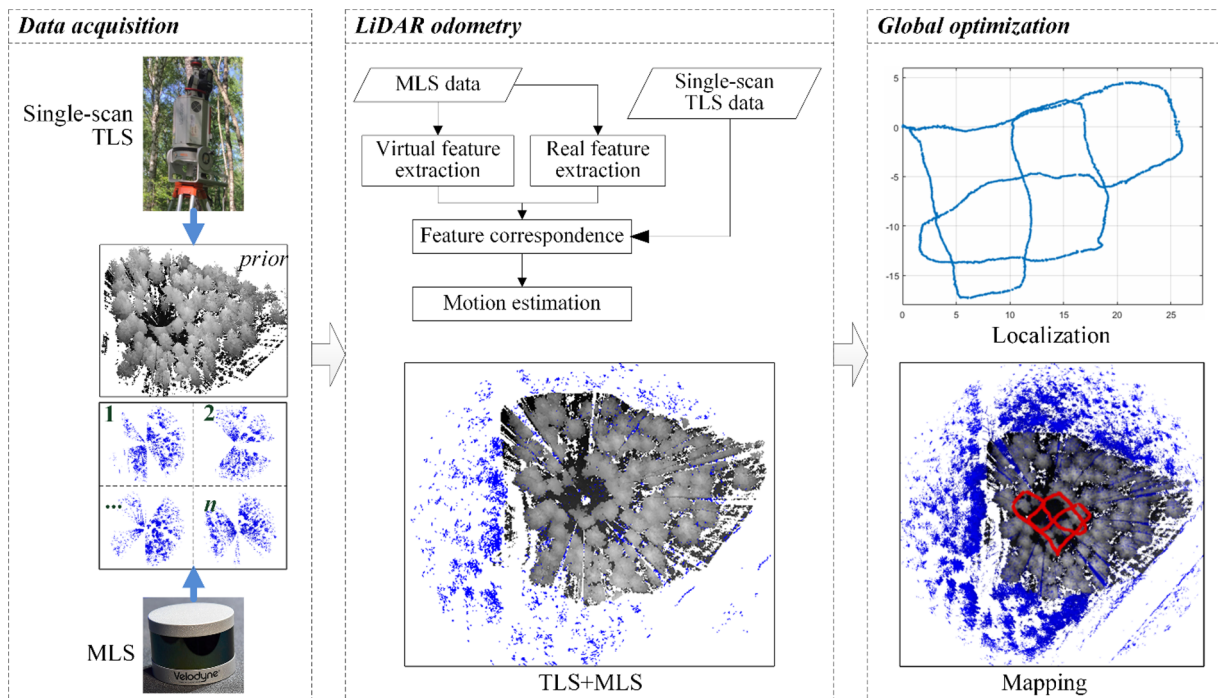 Data acquisition
Single-scan
TLS
prior
1
2
...
n
MLS
Velodyne
LiDAR odometry
MLS data
Single-scan
TLS data
Virtual feature
extraction
Real feature
extraction
Feature correspondence
Motion estimation
TLS+MLS
Global optimization
5
0
-5
-10
-15
0
5
10
15
20
25
Localization
Mapping